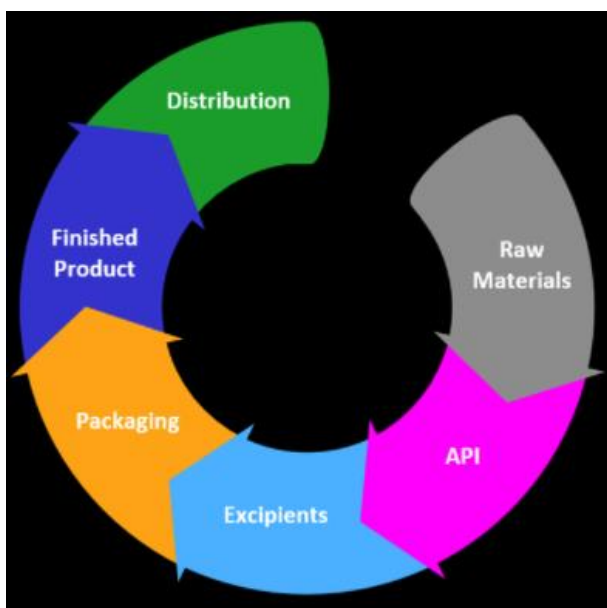 Distribution
Raw
Materials
API
Excipients
Packaging
Finished
Product